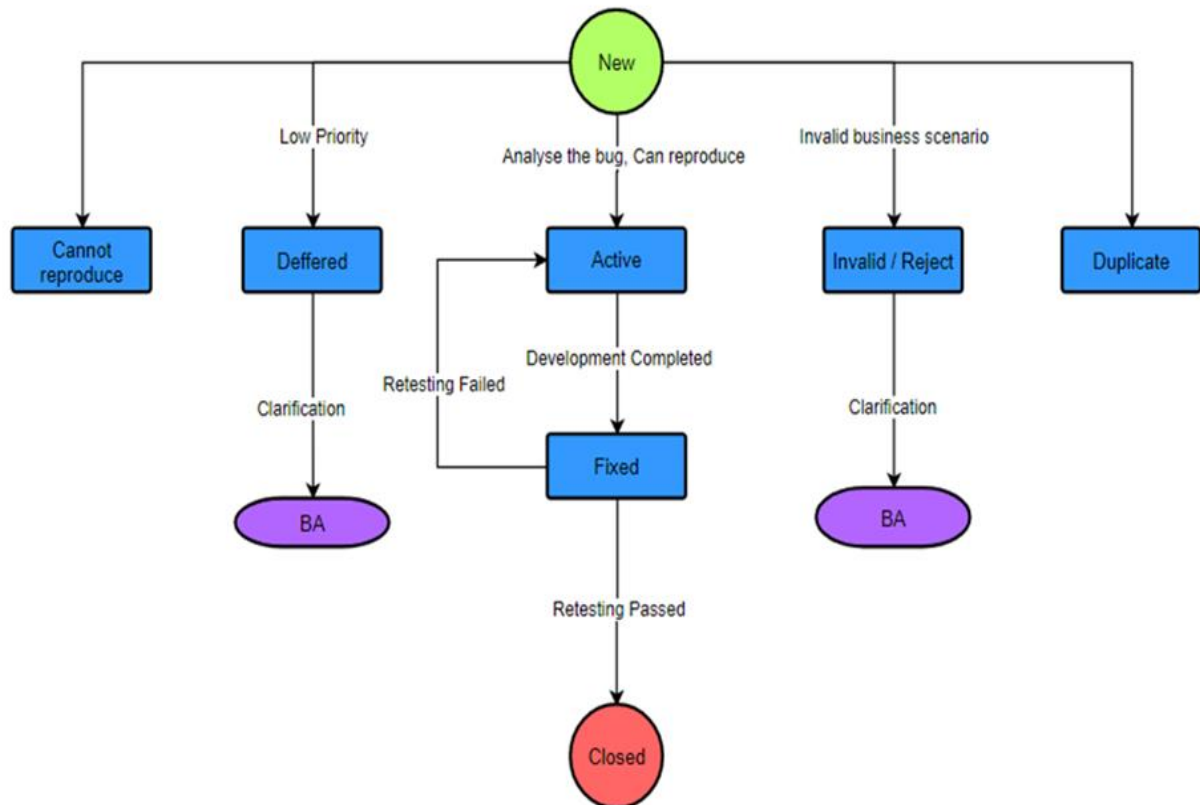 New
Low Priority
Analyse the bug, Can reproduce
Invalid business scenario
Cannot
reproduce
Deffered
Active
Invalid / Reject
Duplicate
Development Completed
Retesting Failed
Clarification
Clarification
Fixed
BA
BA
Retesting Passed
Closed